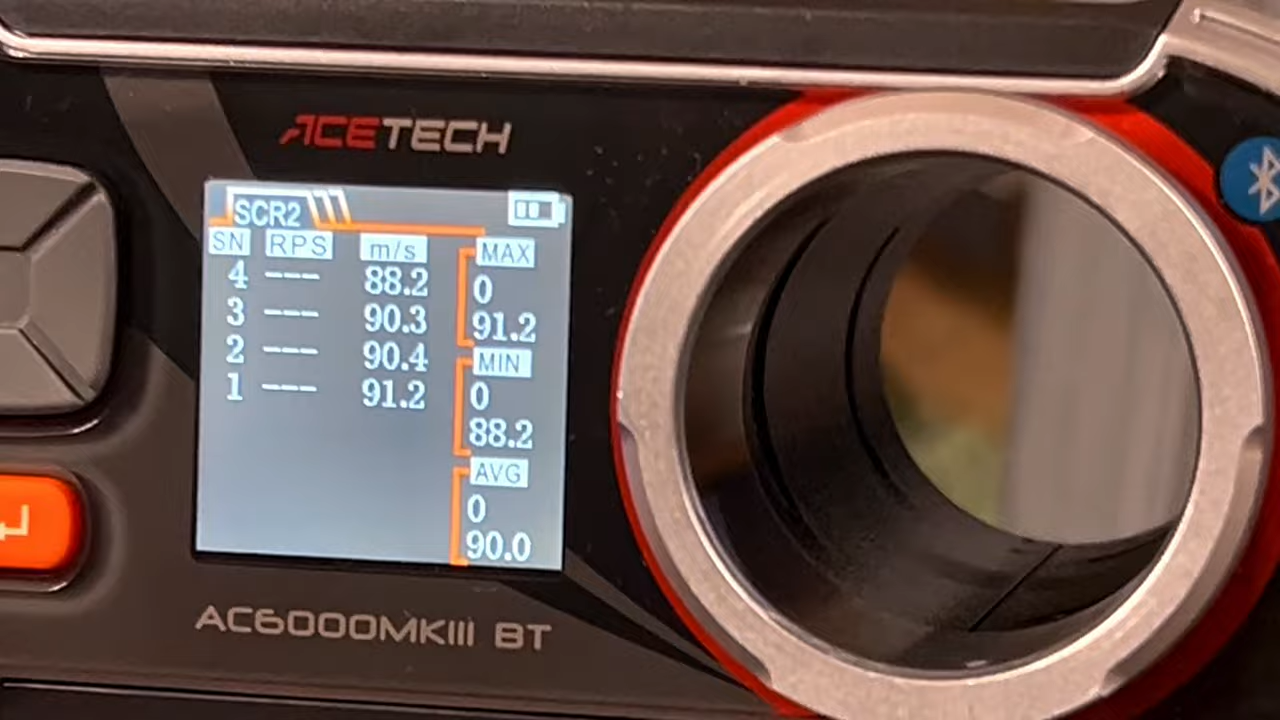 ACETECH
SCR2
SN RPS m/s
4 --- 88.2
3 --- 90.3
2 --- 90.4
1 --- 91.2
MAX
0
91.2
MIN
0
88.2
AVG
0
90.0
AC6000MKIII BT